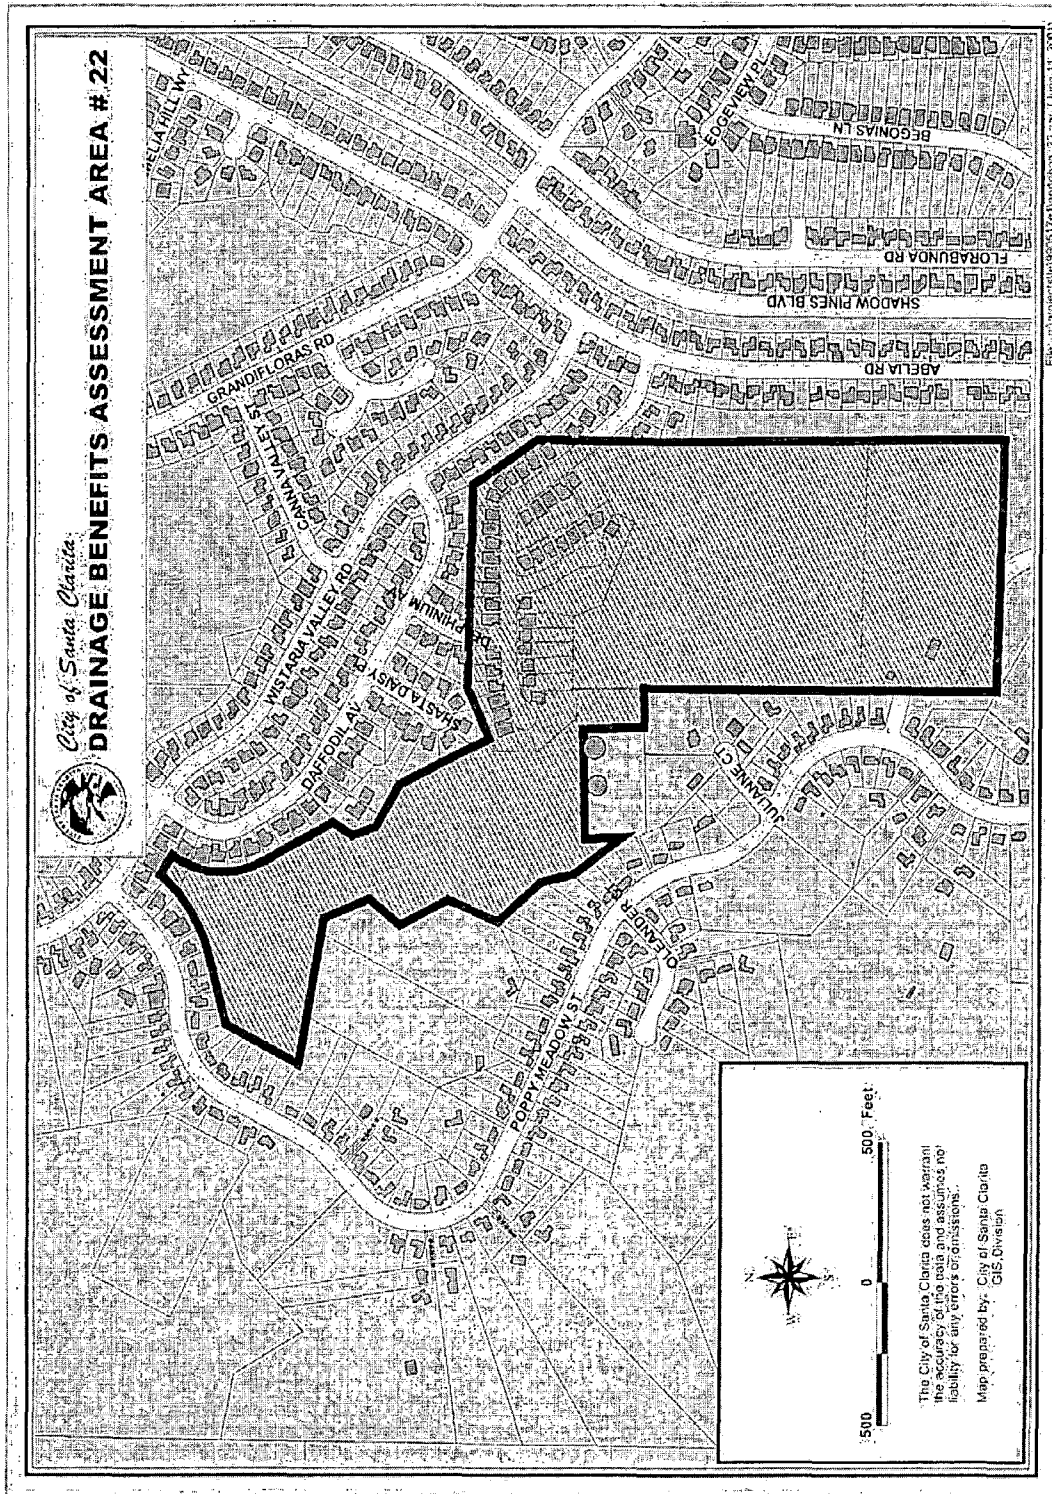 City of Santa Clarita
DRAINAGE BENEFITS ASSESSMENT AREA # 22
GRANDIFLORAS RD
CANNA VALLEY ST
WISTARIA VALLEY RD
DAFFODIL AV
SHASTA DAISY
DELPHINIUM AV
EDGEVIEW PL
BEGONIAS LN
FLORABUNDA RD
SHADOW PINES BLVD
ABELIA RD
JULIANNE CT
OLEANDER
POPPY MEADOW ST
N
W
E
S
500
0
500 Feet
The City of Santa Clarita does not warrant
the accuracy of the data and assumes no
liability for any errors or omissions.
Map prepared by: City of Santa Clarita
GIS Division